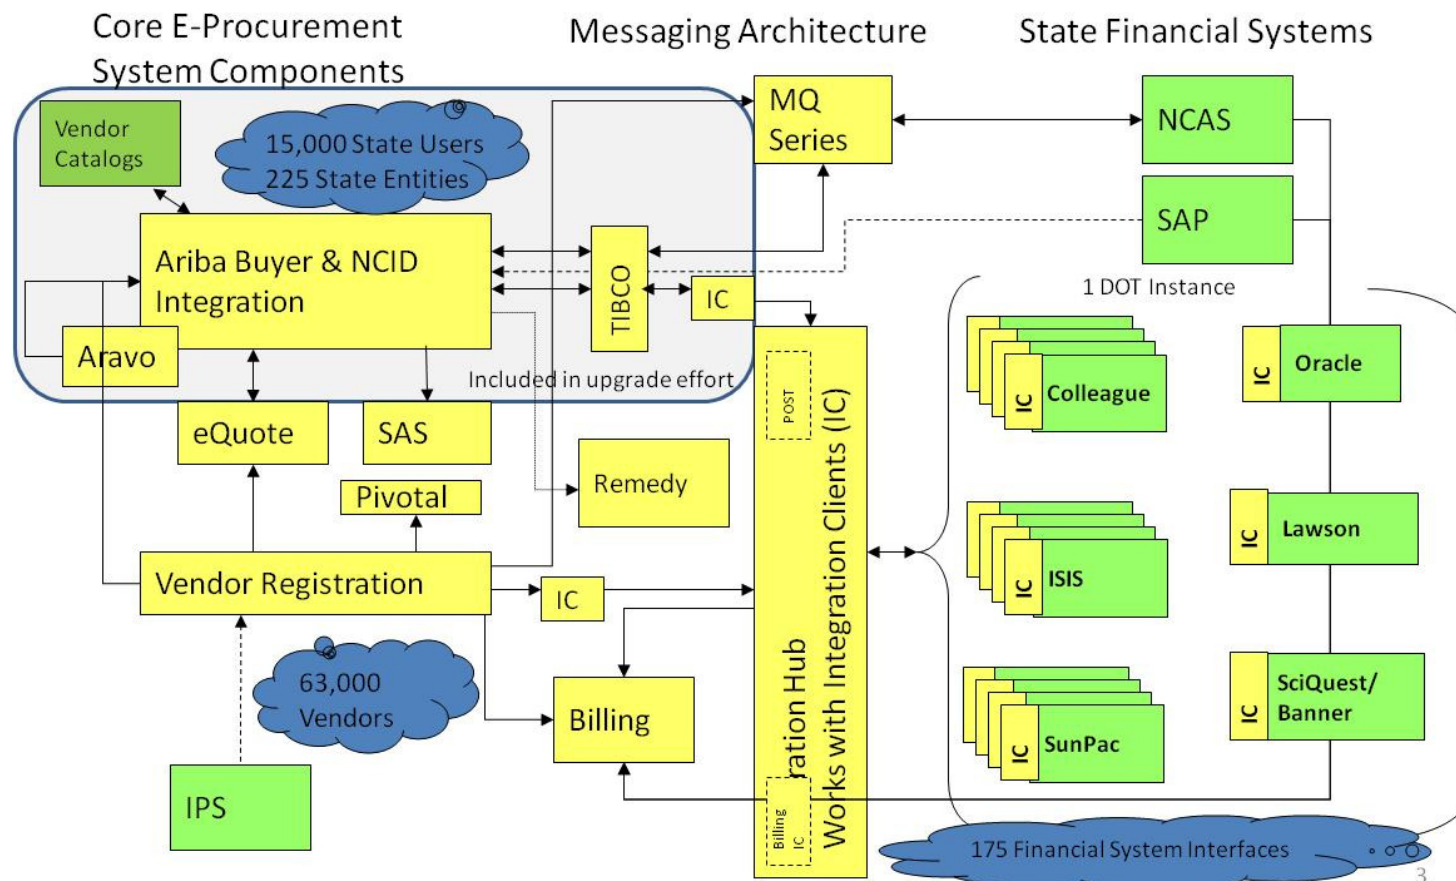 Core E-Procurement
System Components
Messaging Architecture
State Financial Systems
Vendor
Catalogs
15,000 State Users
225 State Entities
MQ
Series
NCAS
SAP
Ariba Buyer & NCID
Integration
TIBCO
IC
1 DOT Instance
Aravo
Included in upgrade effort
eQuote
SAS
Pivotal
Remedy
POST
ration Hub
Works with Integration Clients (IC)
IC
Colleague
IC
Oracle
IC
ISIS
IC
Lawson
IC
SunPac
IC
SciQuest/
Banner
Vendor Registration
IC
63,000
Vendors
Billing
IPS
Billing
IC
175 Financial System Interfaces
3